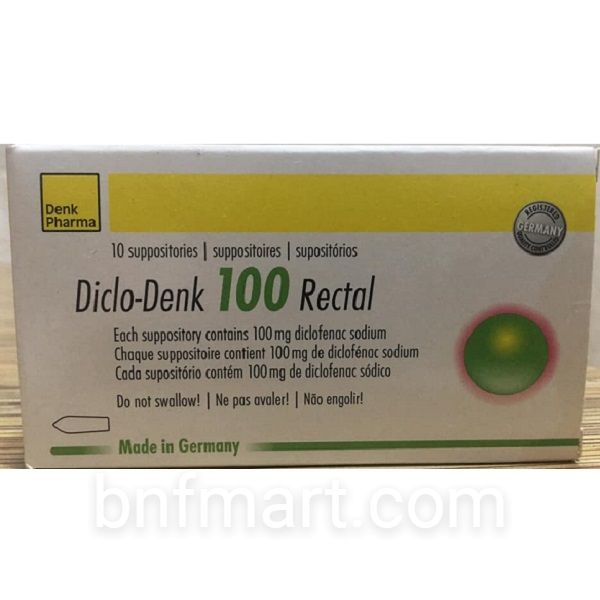 Denk
Pharma
REGISTERED
GERMANY
QUALITY CONTROLLED
10 suppositories | suppositoires | supositórios
Diclo-Denk 100 Rectal
Each suppository contains 100 mg diclofenac sodium
Chaque suppositoire contient 100 mg de diclofénac sodium
Cada supositório contém 100 mg de diclofenac sódico
Do not swallow! | Ne pas avaler! | Não engolir!
Made in Germany
bnfmart.com